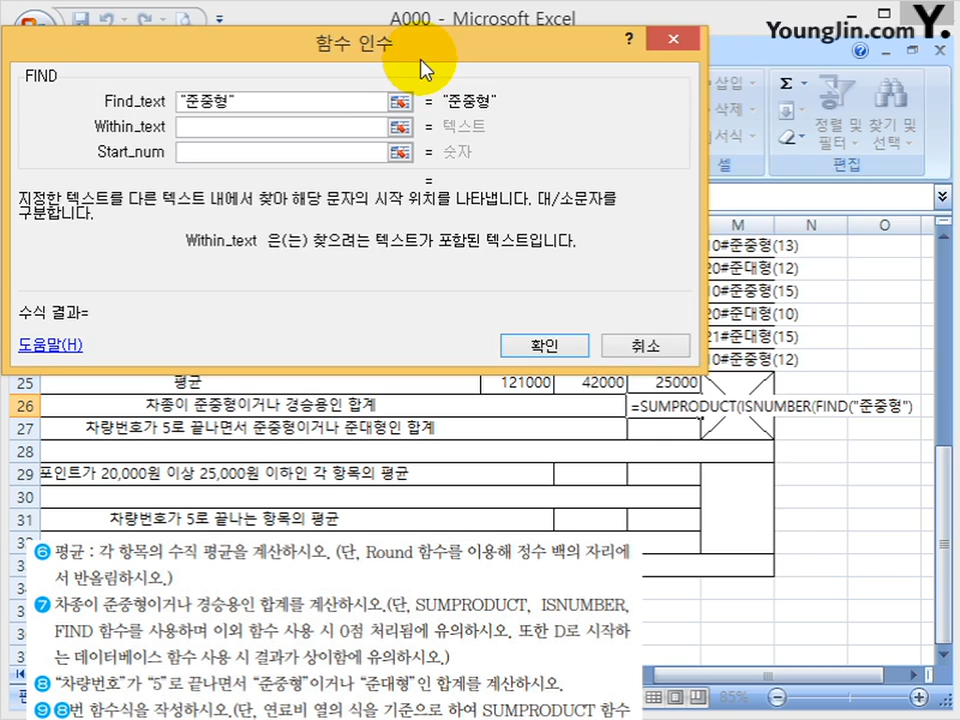 A000 - Microsoft Excel
YoungJin.com Y.
함수 인수
?
FIND
Find_text "준중형" = "준중형"
Within_text = 텍스트
Start_num = 숫자
=
지정한 텍스트를 다른 텍스트 내에서 찾아 해당 문자의 시작 위치를 나타냅니다. 대/소문자를
구분합니다.
Within_text 은(는) 찾으려는 텍스트가 포함된 텍스트입니다.
수식 결과=
도움말(H)
확인
취소
삽입
삭제
서식
셀
Σ
정렬 및
필터
찾기 및
선택
편집
M N O
10#준중형(13)
20#준대형(12)
10#준중형(15)
20#준대형(10)
21#준대형(15)
10#준중형(12)
25 평균 121000 42000 25000
26 차종이 준중형이거나 경승용인 합계 =SUMPRODUCT(ISNUMBER(FIND("준중형")
27 차량번호가 5로 끝나면서 준중형이거나 준대형인 합계
28
29 포인트가 20,000원 이상 25,000원 이하인 각 항목의 평균
30
31 차량번호가 5로 끝나는 항목의 평균
⑥ 평균 : 각 항목의 수직 평균을 계산하시오. (단, Round 함수를 이용해 정수 백의 자리에
서 반올림하시오.)
⑦ 차종이 준중형이거나 경승용인 합계를 계산하시오.(단, SUMPRODUCT, ISNUMBER,
FIND 함수를 사용하며 이외 함수 사용 시 0점 처리됨에 유의하시오. 또한 D로 시작하
는 데이터베이스 함수 사용 시 결과가 상이함에 유의하시오.)
⑧ "차량번호"가 "5"로 끝나면서 "준중형"이거나 "준대형"인 합계를 계산하시오.
⑨ ⑧번 함수식을 작성하시오.(단, 연료비 열의 식을 기준으로 하여 SUMPRODUCT 함수
85%